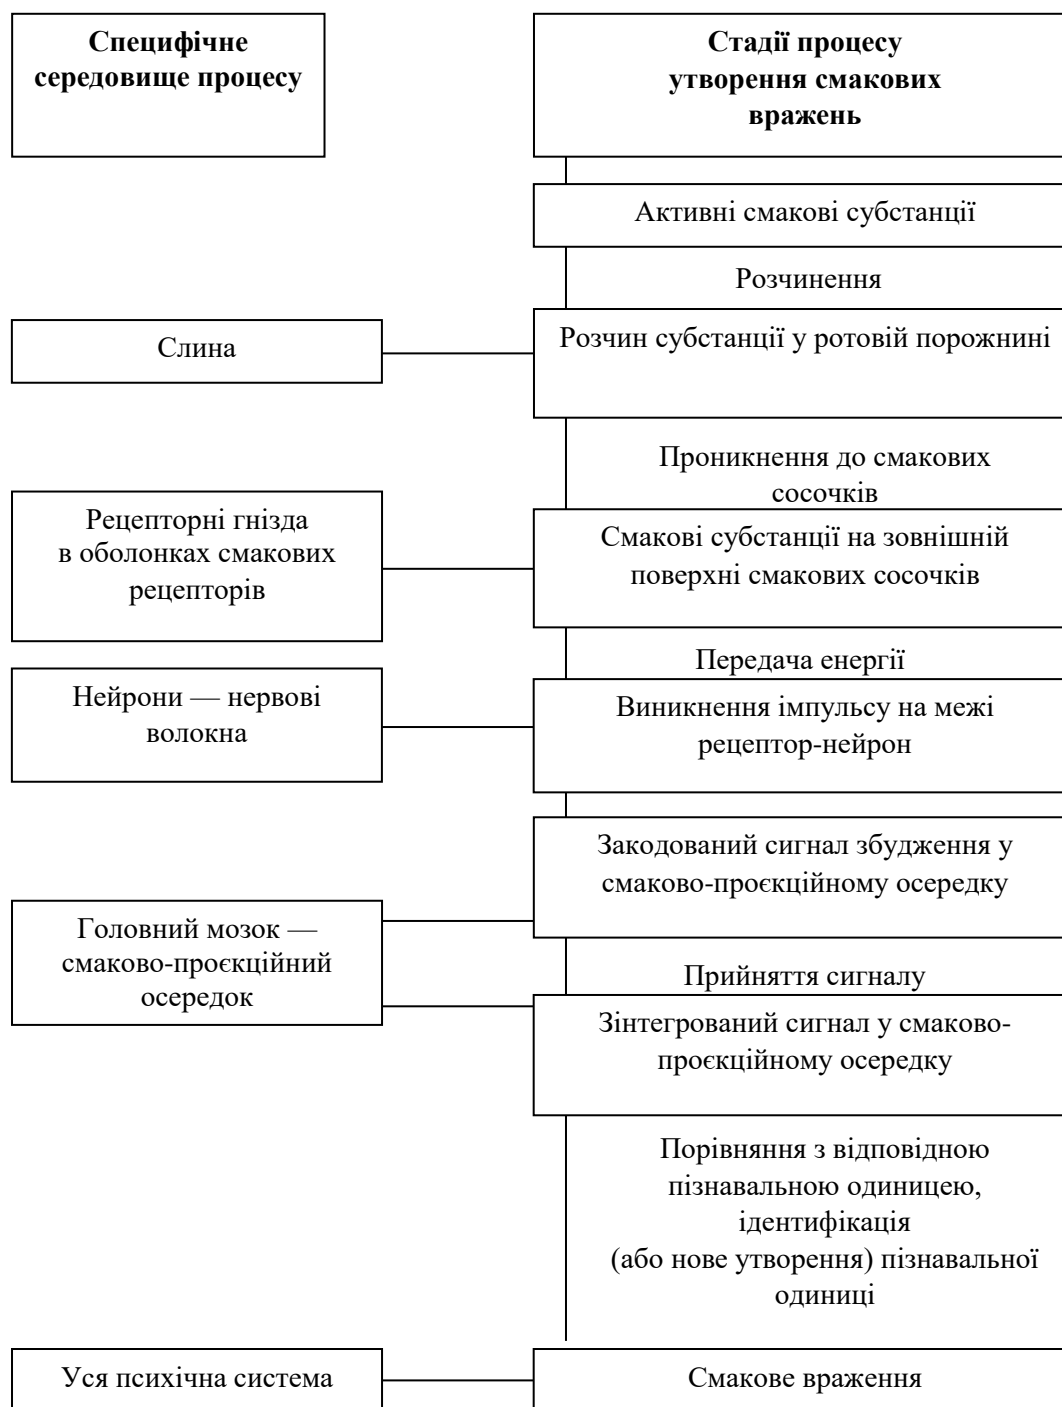 Специфічне
середовище процесу
Стадії процесу
утворення смакових
вражень
Активні смакові субстанції
Розчинення
Слина
Розчин субстанції у ротовій порожнині
Проникнення до смакових
сосочків
Рецепторні гнізда
в оболонках смакових
рецепторів
Смакові субстанції на зовнішній
поверхні смакових сосочків
Передача енергії
Нейрони — нервові
волокна
Виникнення імпульсу на межі
рецептор-нейрон
Закодований сигнал збудження у
смаково-проєкційному осередку
Головний мозок —
смаково-проєкційний
осередок
Прийняття сигналу
Зінтегрований сигнал у смаково-
проєкційному осередку
Порівняння з відповідною
пізнавальною одиницею,
ідентифікація
(або нове утворення) пізнавальної
одиниці
Уся психічна система
Смакове враження